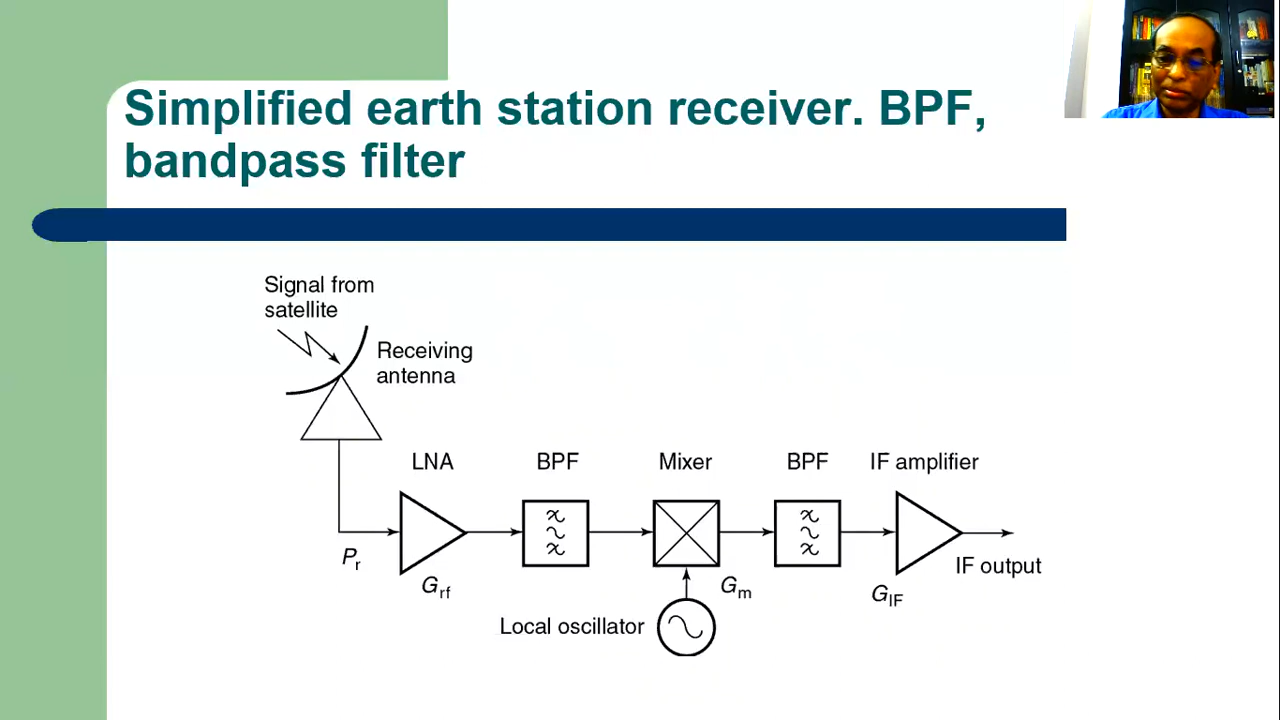 Simplified earth station receiver. BPF,
bandpass filter
Signal from
satellite
Receiving
antenna
LNA
BPF
Mixer
BPF
IF amplifier
Pr
Grf
Gm
GIF
IF output
Local oscillator